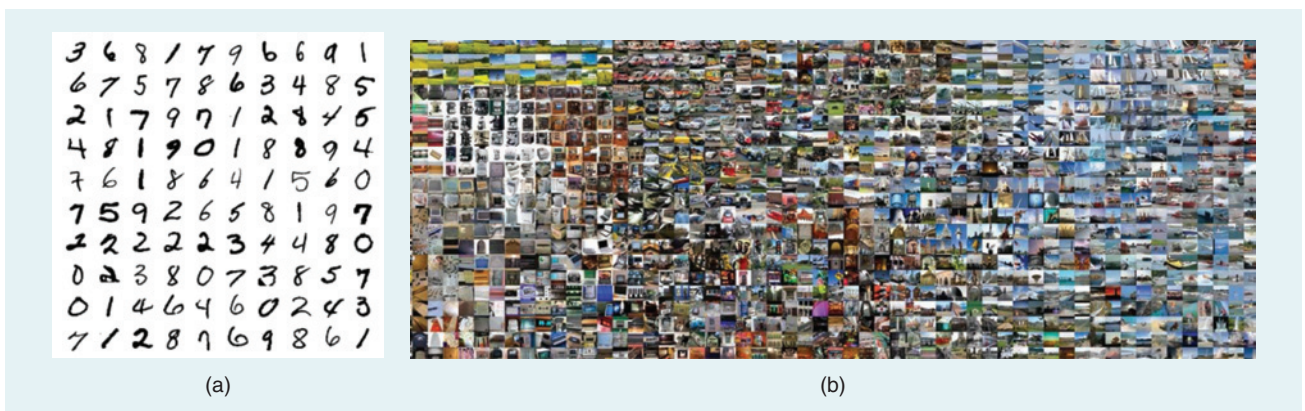 3 6 8 1 7 9 6 6 9 1
6 7 5 7 8 6 3 4 8 5
2 1 7 9 7 1 2 8 4 5
4 8 1 9 0 1 8 8 9 4
7 6 1 8 6 4 1 5 6 0
7 5 9 2 6 5 8 1 9 7
2 2 2 2 2 3 4 4 8 0
0 2 3 8 0 7 3 8 5 7
0 1 4 6 4 6 0 2 4 3
7 1 2 8 7 6 9 8 6 1
(a)
(b)